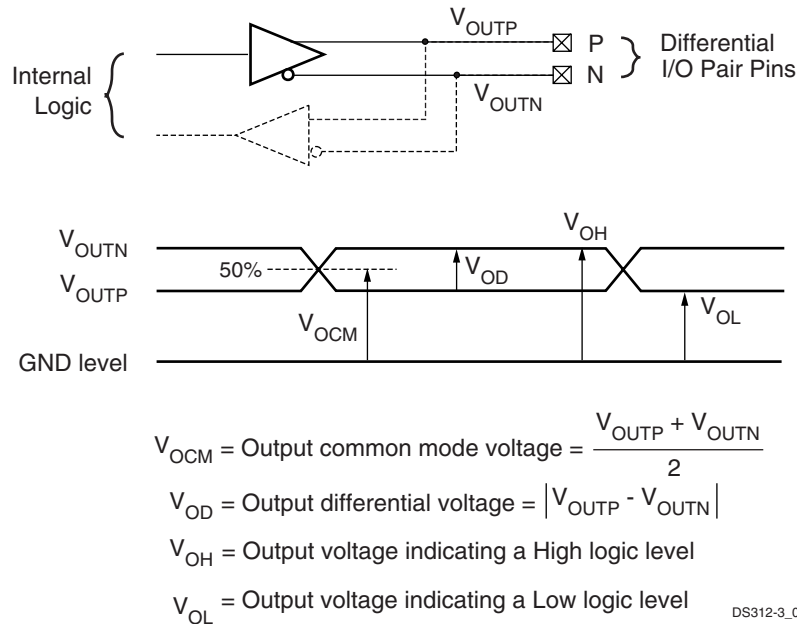 V_OUTP
P
N
Differential
I/O Pair Pins
Internal
Logic
V_OUTN
V_OUTN
V_OH
50%
V_OD
V_OUTP
V_OCM
V_OL
GND level
V_OCM = Output common mode voltage = (V_OUTP + V_OUTN) / 2
V_OD = Output differential voltage = |V_OUTP - V_OUTN|
V_OH = Output voltage indicating a High logic level
V_OL = Output voltage indicating a Low logic level